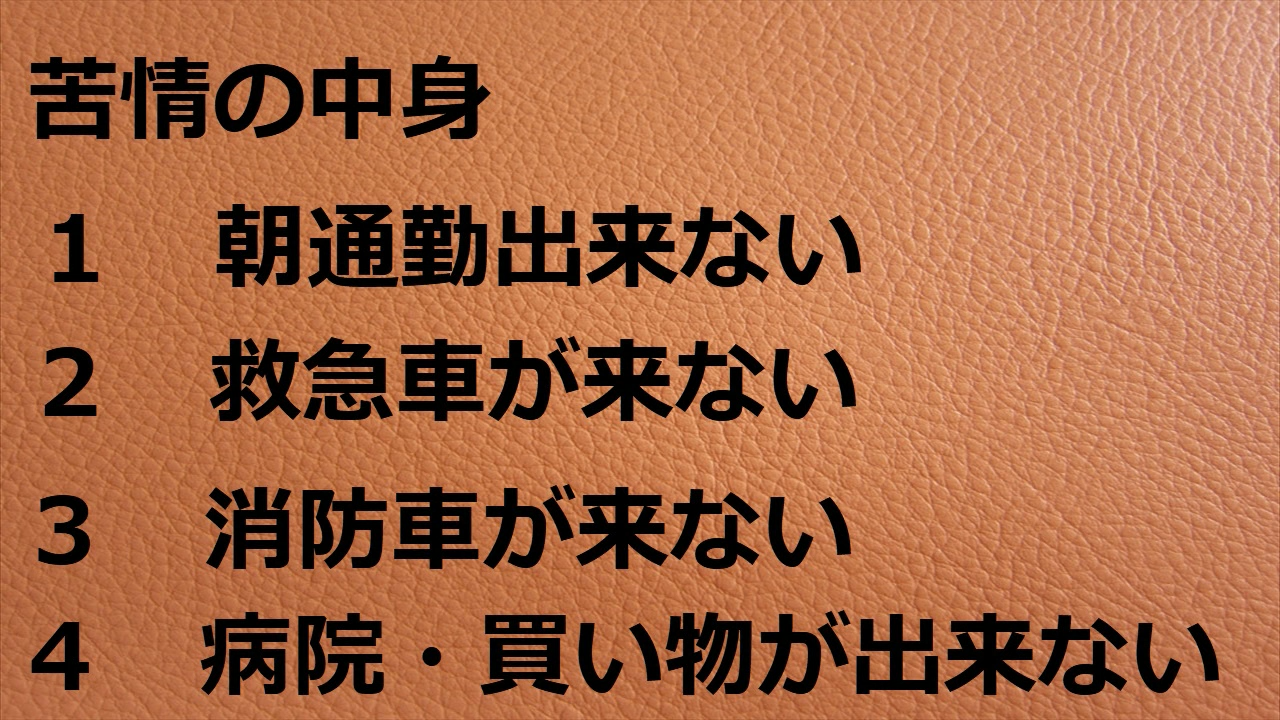 苦情の中身
1 朝通勤出来ない
2 救急車が来ない
3 消防車が来ない
4 病院・買い物が出来ない